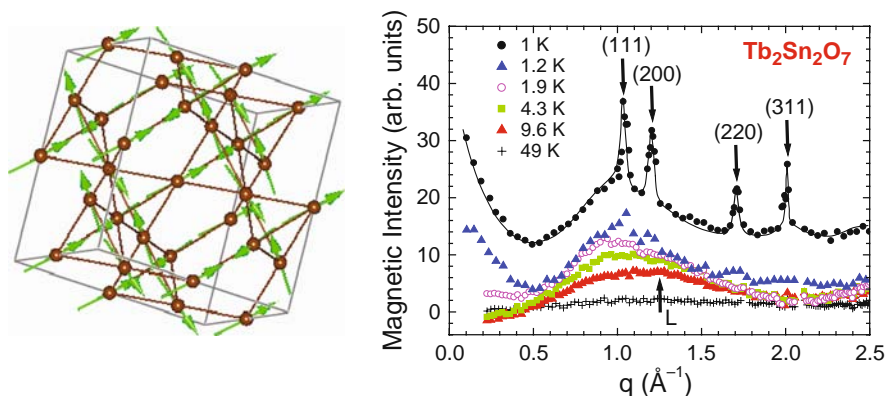 Magnetic Intensity (arb. units)
50
40
30
20
10
0
1 K
1.2 K
1.9 K
4.3 K
9.6 K
49 K
Tb₂Sn₂O₇
(111)
(200)
(220)
(311)
L
0.0 0.5 1.0 1.5 2.0 2.5
q (Å⁻¹)